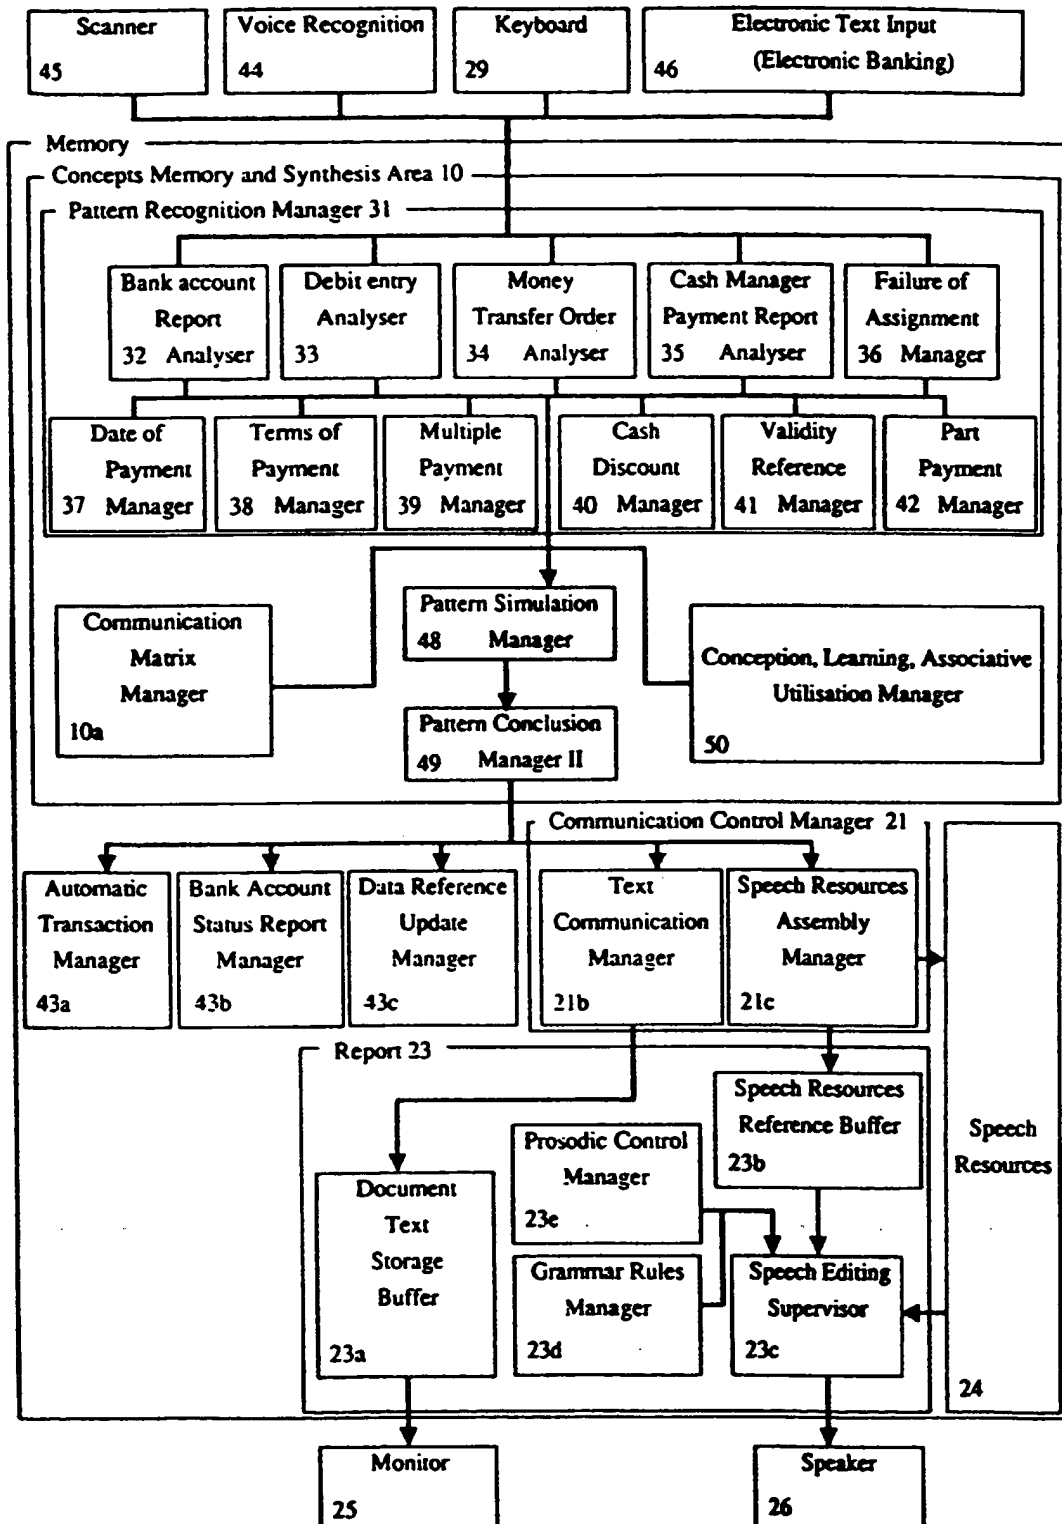 Scanner
45
Voice Recognition
44
Keyboard
29
Electronic Text Input
46 (Electronic Banking)
Memory
Concepts Memory and Synthesis Area 10
Pattern Recognition Manager 31
Bank account
Report
32 Analyser
Debit entry
Analyser
33
Money
Transfer Order
34 Analyser
Cash Manager
Payment Report
35 Analyser
Failure of
Assignment
36 Manager
Date of
Payment
37 Manager
Terms of
Payment
38 Manager
Multiple
Payment
39 Manager
Cash
Discount
40 Manager
Validity
Reference
41 Manager
Part
Payment
42 Manager
Communication
Matrix
Manager
10a
Pattern Simulation
48 Manager
Conception, Learning, Associative
Utilisation Manager
50
Pattern Conclusion
49 Manager II
Communication Control Manager 21
Automatic
Transaction
Manager
43a
Bank Account
Status Report
Manager
43b
Data Reference
Update
Manager
43c
Text
Communication
Manager
21b
Speech Resources
Assembly
Manager
21c
Report 23
Speech Resources
Reference Buffer
23b
Prosodic Control
Manager
23e
Speech
Resources
24
Document
Text
Storage
Buffer
23a
Grammar Rules
Manager
23d
Speech Editing
Supervisor
23c
Monitor
25
Speaker
26